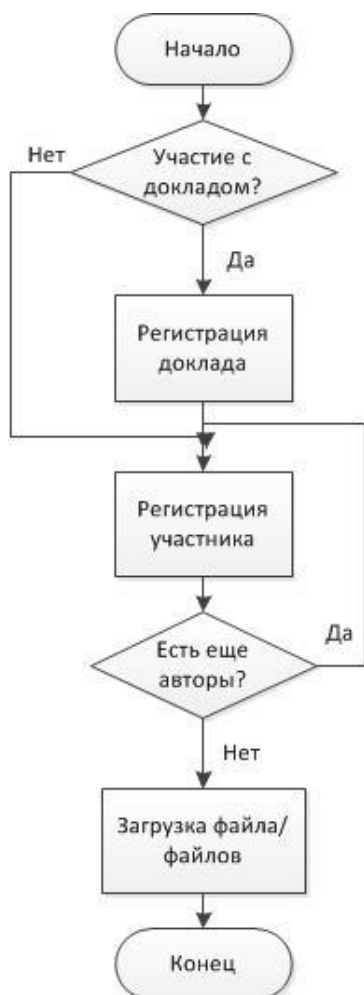 Начало
Нет
Участие с
докладом?
Да
Регистрация
доклада
Регистрация
участника
Есть еще
авторы?
Да
Нет
Загрузка файла/
файлов
Конец